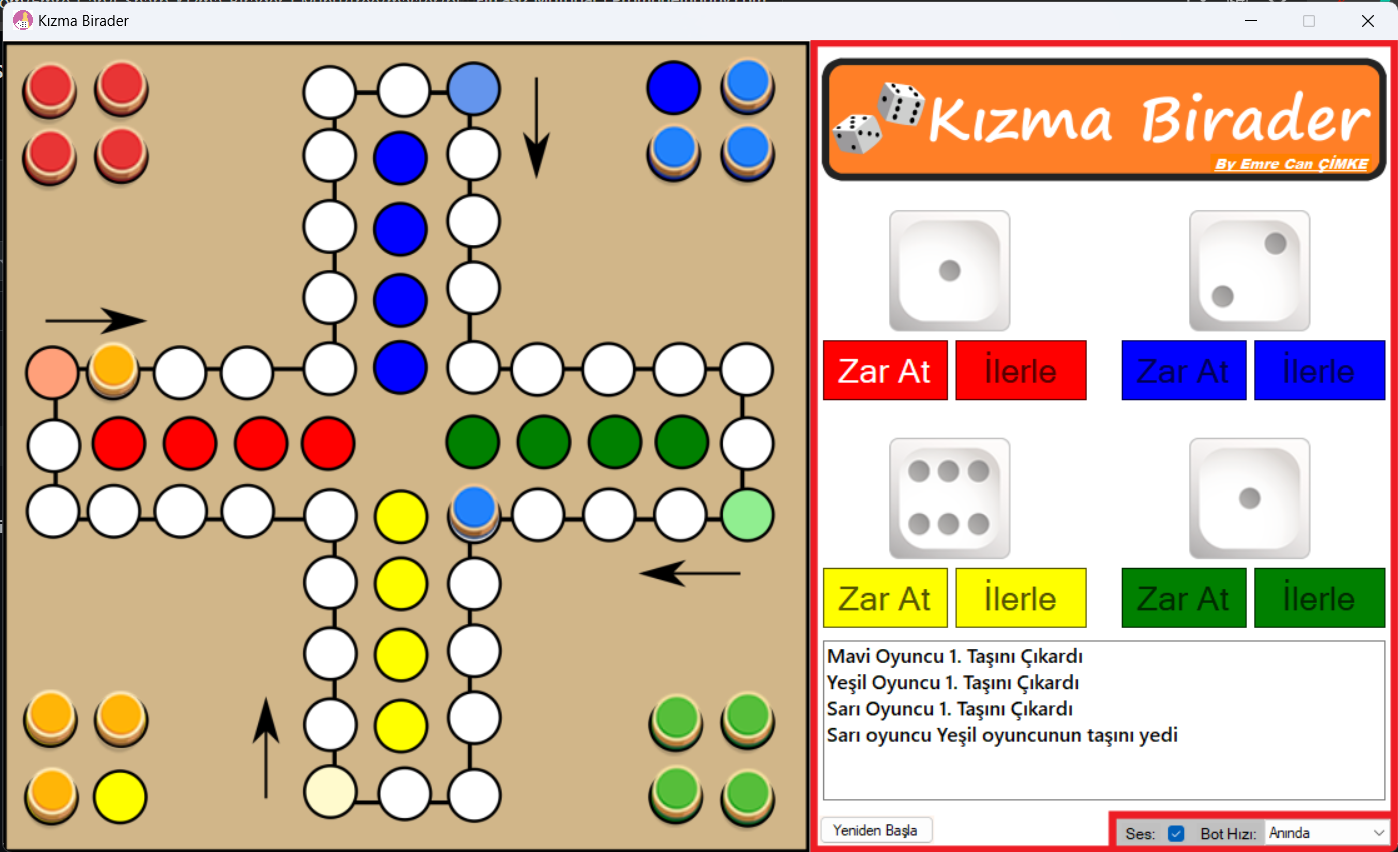 Kızma Birader
Kızma Birader
By Emre Can ÇİMKE
Zar At
İlerle
Zar At
İlerle
Zar At
İlerle
Zar At
İlerle
Mavi Oyuncu 1. Taşını Çıkardı
Yeşil Oyuncu 1. Taşını Çıkardı
Sarı Oyuncu 1. Taşını Çıkardı
Sarı oyuncu Yeşil oyuncunun taşını yedi
Yeniden Başla
Ses:
Bot Hızı:
Anında